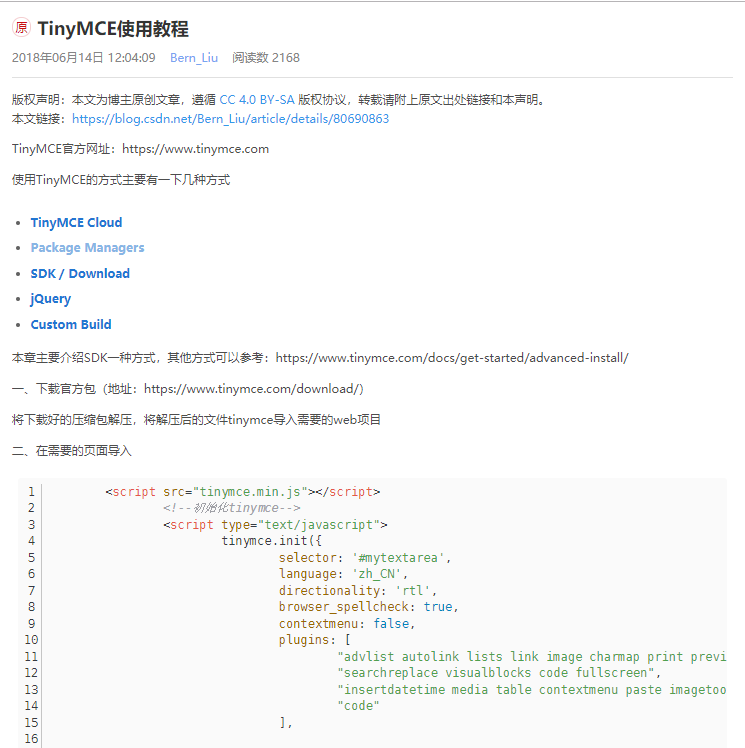 原 TinyMCE使用教程
2018年06月14日 12:04:09 Bern_Liu 阅读数 2168
版权声明：本文为博主原创文章，遵循 CC 4.0 BY-SA 版权协议，转载请附上原文出处链接和本声明。
本文链接：https://blog.csdn.net/Bern_Liu/article/details/80690863
TinyMCE官方网址：https://www.tinymce.com
使用TinyMCE的方式主要有一下几种方式
• TinyMCE Cloud
• Package Managers
• SDK / Download
• jQuery
• Custom Build
本章主要介绍SDK一种方式，其他方式可以参考：https://www.tinymce.com/docs/get-started/advanced-install/
一、下载官方包（地址：https://www.tinymce.com/download/）
将下载好的压缩包解压，将解压后的文件tinymce导入需要的web项目
二、在需要的页面导入
1 <script src="tinymce.min.js"></script>
2 <!--初始化tinymce-->
3 <script type="text/javascript">
4 tinymce.init({
5 selector: '#mytextarea',
6 language: 'zh_CN',
7 directionality: 'rtl',
8 browser_spellcheck: true,
9 contextmenu: false,
10 plugins: [
11 "advlist autolink lists link image charmap print previ
12 "searchreplace visualblocks code fullscreen",
13 "insertdatetime media table contextmenu paste imagetoo
14 "code"
15 ],
16